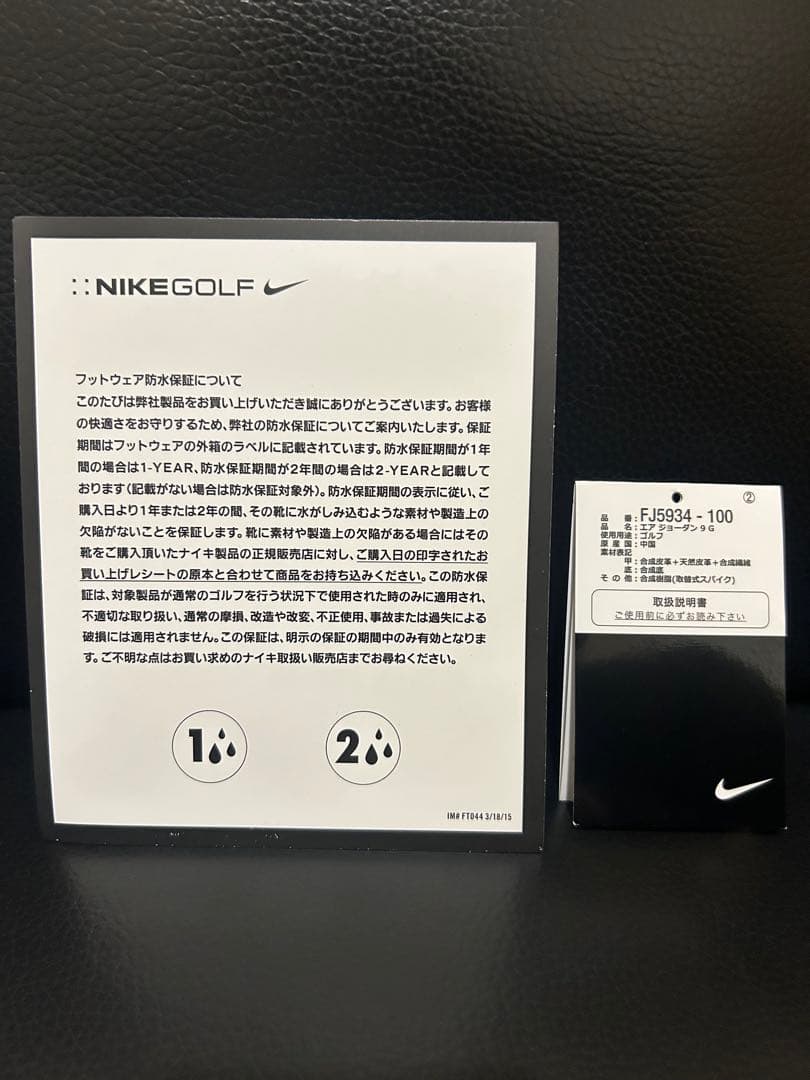 NIKEGOLF
フットウェア防水保証について
このたびは弊社製品をお買い上げいただき誠にありがとうございます。お客様
の快適さをお守りするため、弊社の防水保証についてご案内いたします。保証
期間はフットウェアの外箱のラベルに記載されています。防水保証期間が1年
間の場合は1-YEAR、防水保証期間が2年間の場合は2-YEARと記載して
おります(記載がない場合は防水保証対象外)。防水保証期間の表示に従い、ご
購入日より1年または2年の間、その靴に水がしみ込むような素材や製造上の
欠陥がないことを保証します。靴に素材や製造上の欠陥がある場合にはその
靴をご購入頂いたナイキ製品の正規販売店に対し、ご購入日の印字されたお
買い上げレシートの原本と合わせて商品をお持ち込みください。この防水保
証は、対象製品が通常のゴルフを行う状況下で使用された時のみに適用され、
不適切な取り扱い、通常の摩損、改造や改変、不正使用、事故または過失による
破損には適用されません。この保証は、明示の保証の期間中のみ有効となりま
す。ご不明な点はお買い求めのナイキ取扱い販売店までお尋ねください。
1
2
IM# FT044 3/18/15
②
品 番:FJ5934 - 100
品 名:エア ジョーダン 9 G
使用用途:ゴルフ
原 産 国:中国
素材表記
甲:合成皮革+天然皮革+合成繊維
底:合成底
そ の 他:合成樹脂(取替式スパイク)
取扱説明書
ご使用前に必ずお読み下さい